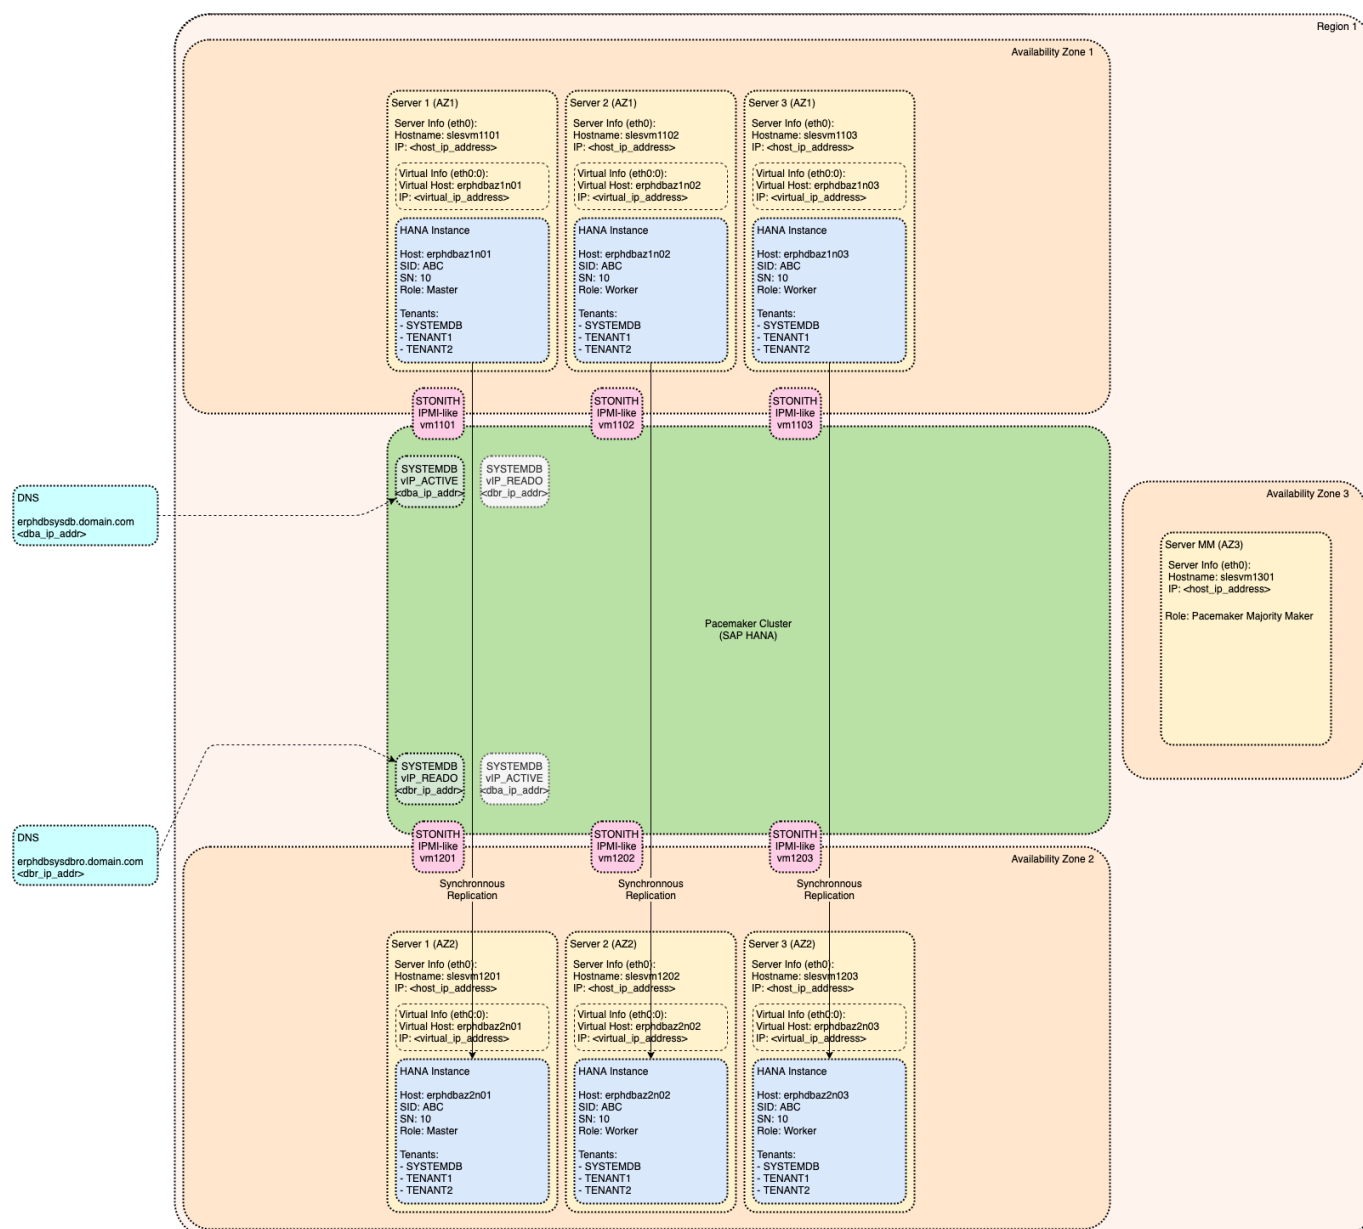 Region 1
Availability Zone 1
Server 1 (AZ1)
Server Info (eth0):
Hostname: slesvm1101
IP: <host_ip_address>
Virtual Info (eth0:0):
Virtual Host: erphdbaz1n01
IP: <virtual_ip_address>
HANA Instance
Host: erphdbaz1n01
SID: ABC
SN: 10
Role: Master
Tenants:
- SYSTEMDB
- TENANT1
- TENANT2
Server 2 (AZ1)
Server Info (eth0):
Hostname: slesvm1102
IP: <host_ip_address>
Virtual Info (eth0:0):
Virtual Host: erphdbaz1n02
IP: <virtual_ip_address>
HANA Instance
Host: erphdbaz1n02
SID: ABC
SN: 10
Role: Worker
Tenants:
- SYSTEMDB
- TENANT1
- TENANT2
Server 3 (AZ1)
Server Info (eth0):
Hostname: slesvm1103
IP: <host_ip_address>
Virtual Info (eth0:0):
Virtual Host: erphdbaz1n03
IP: <virtual_ip_address>
HANA Instance
Host: erphdbaz1n03
SID: ABC
SN: 10
Role: Worker
Tenants:
- SYSTEMDB
- TENANT1
- TENANT2
STONITH
IPMI-like
vm1101
STONITH
IPMI-like
vm1102
STONITH
IPMI-like
vm1103
SYSTEMDB
vIP_ACTIVE
<dba_ip_addr>
SYSTEMDB
vIP_READO
<dbr_ip_addr>
DNS
erphdbsysdb.domain.com
<dba_ip_addr>
Availability Zone 3
Server MM (AZ3)
Server Info (eth0):
Hostname: slesvm1301
IP: <host_ip_address>
Role: Pacemaker Majority Maker
Pacemaker Cluster
(SAP HANA)
SYSTEMDB
vIP_READO
<dbr_ip_addr>
SYSTEMDB
vIP_ACTIVE
<dba_ip_addr>
DNS
erphdbsysdbro.domain.com
<dbr_ip_addr>
STONITH
IPMI-like
vm1201
STONITH
IPMI-like
vm1202
STONITH
IPMI-like
vm1203
Availability Zone 2
Synchronnous
Replication
Synchronnous
Replication
Synchronnous
Replication
Server 1 (AZ2)
Server Info (eth0):
Hostname: slesvm1201
IP: <host_ip_address>
Virtual Info (eth0:0):
Virtual Host: erphdbaz2n01
IP: <virtual_ip_address>
HANA Instance
Host: erphdbaz2n01
SID: ABC
SN: 10
Role: Master
Tenants:
- SYSTEMDB
- TENANT1
- TENANT2
Server 2 (AZ2)
Server Info (eth0):
Hostname: slesvm1202
IP: <host_ip_address>
Virtual Info (eth0:0):
Virtual Host: erphdbaz2n02
IP: <virtual_ip_address>
HANA Instance
Host: erphdbaz2n02
SID: ABC
SN: 10
Role: Worker
Tenants:
- SYSTEMDB
- TENANT1
- TENANT2
Server 3 (AZ2)
Server Info (eth0):
Hostname: slesvm1203
IP: <host_ip_address>
Virtual Info (eth0:0):
Virtual Host: erphdbaz2n03
IP: <virtual_ip_address>
HANA Instance
Host: erphdbaz2n03
SID: ABC
SN: 10
Role: Worker
Tenants:
- SYSTEMDB
- TENANT1
- TENANT2